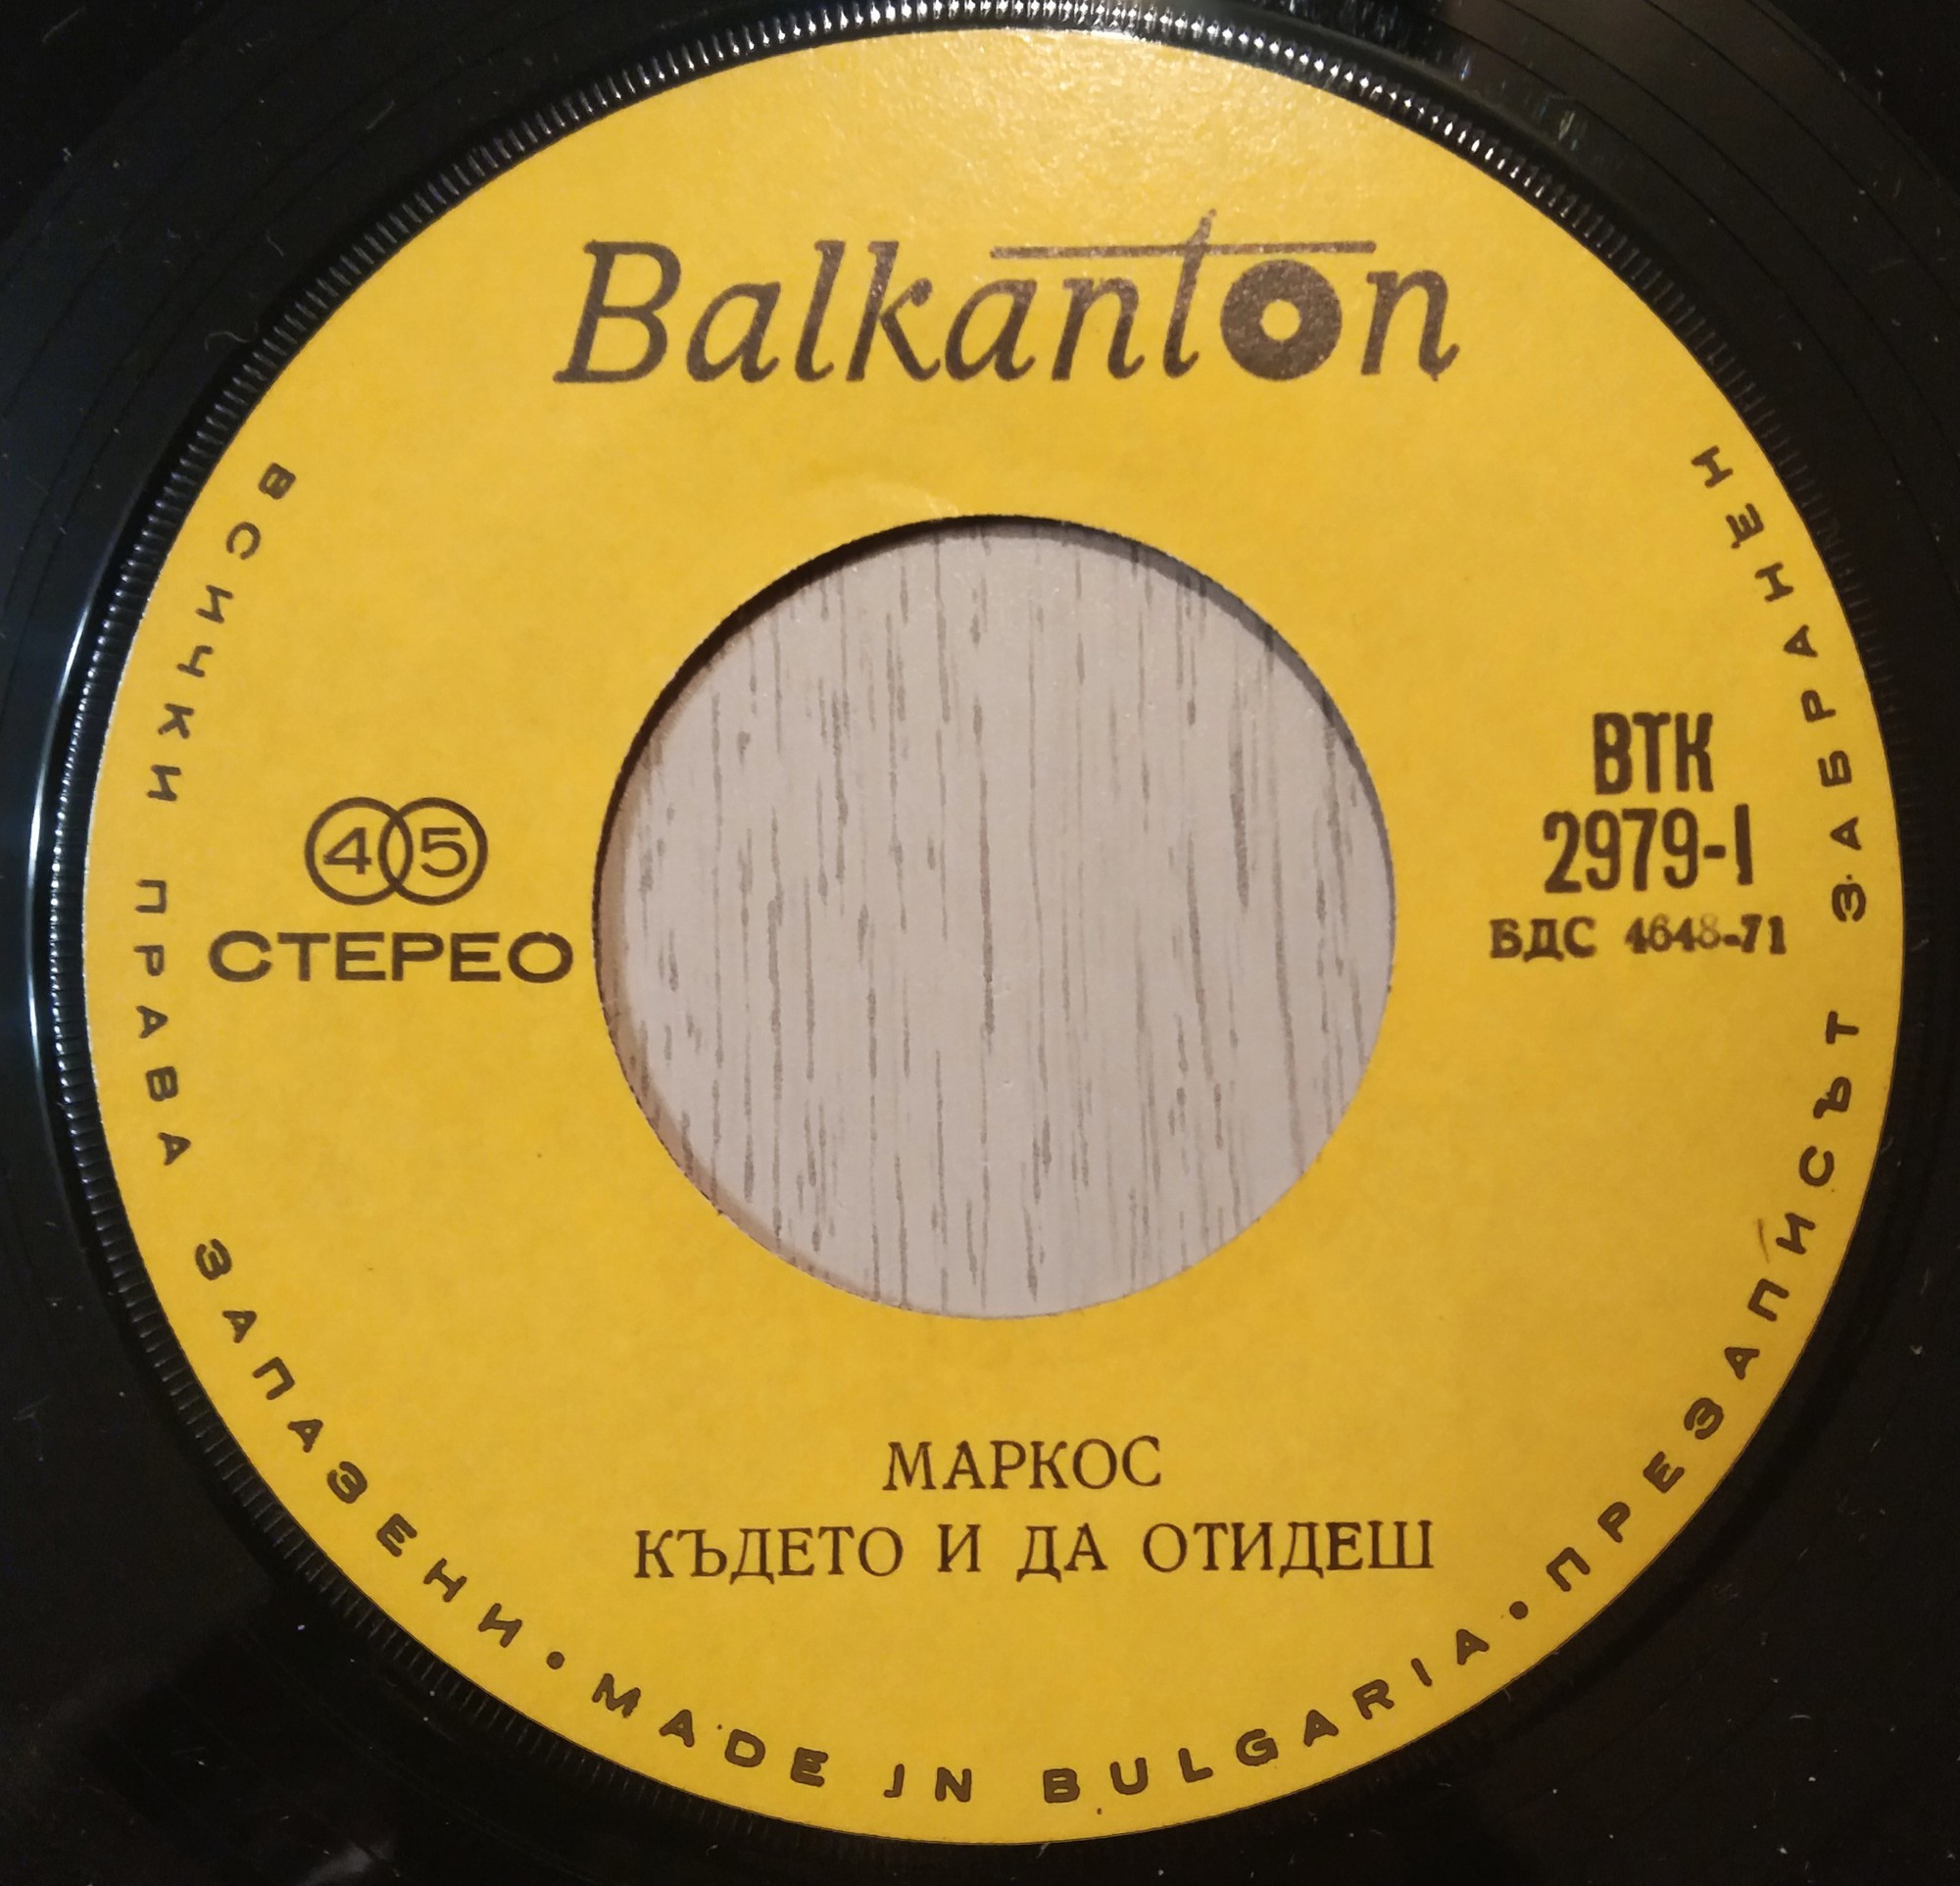 Balkanton
45
СТЕРЕО
ВТК
2979-I
БДС 4648-71
МАРКОС
КЪДЕТО И ДА ОТИДЕШ
ВСИЧКИ ПРАВА ЗАПАЗЕНИ • MADE IN BULGARIA • ПРЕЗАПИСЪТ ЗАБРАНЕН